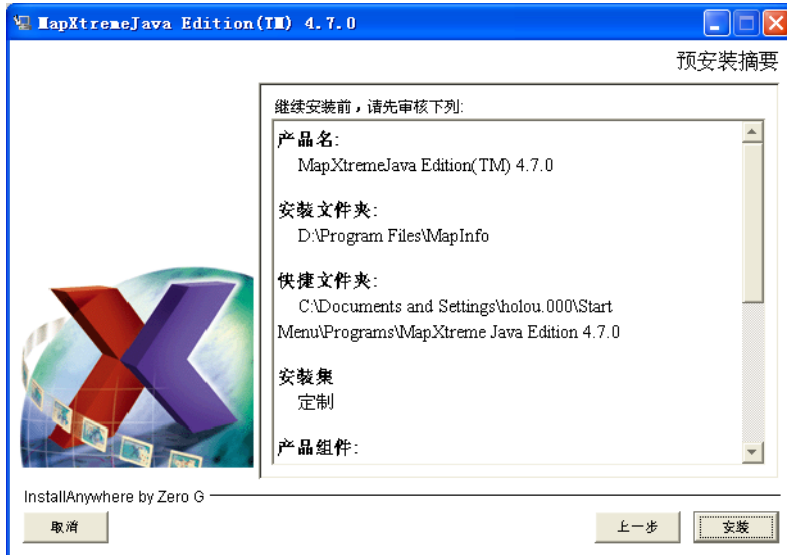 MapXtremeJava Edition(TM) 4.7.0
预安装摘要
继续安装前，请先审核下列:
产品名:
MapXtremeJava Edition(TM) 4.7.0
安装文件夹:
D:\Program Files\MapInfo
快捷文件夹:
C:\Documents and Settings\holou.000\Start
Menu\Programs\MapXtreme Java Edition 4.7.0
安装集
定制
产品组件:
InstallAnywhere by Zero G
取消
上一步
安装